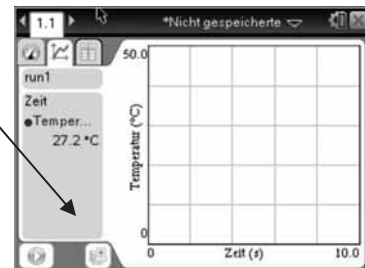 1.1
*Nicht gespeicherte
run1
Zeit
●Temper...
27.2 °C
50.0
Temperatur (°C)
0
0
Zeit (s)
10.0